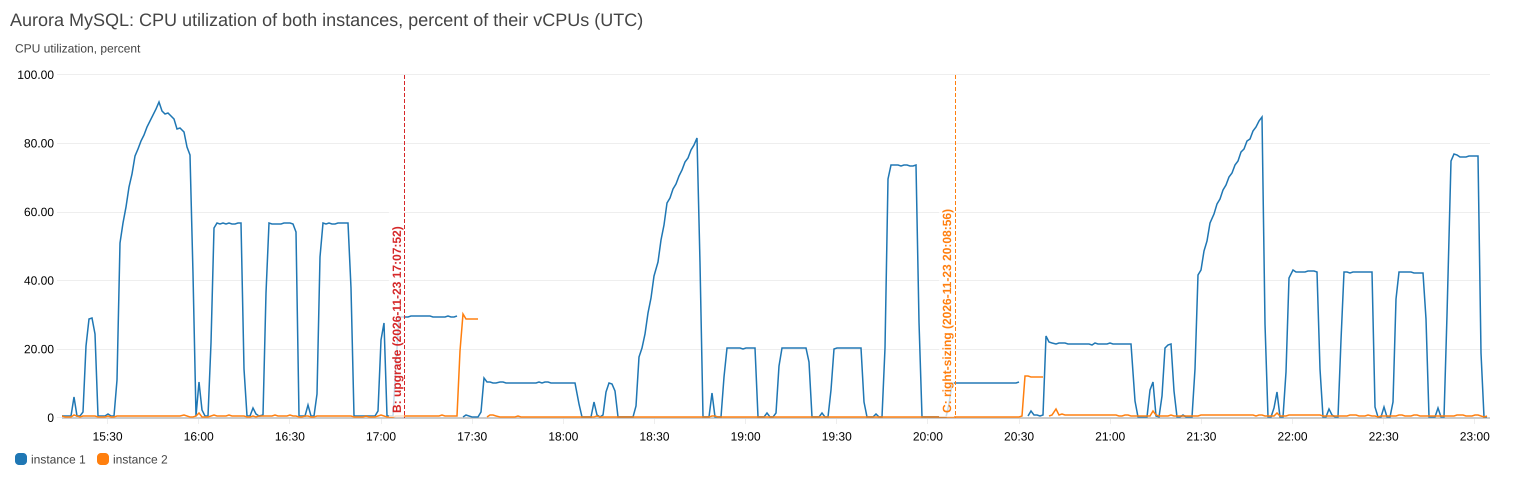 Aurora MySQL: CPU utilization of both instances, percent of their vCPUs (UTC)
CPU utilization, percent
100.00
80.00
60.00
40.00
20.00
0
B: upgrade (2026-11-23 17:07:52)
C: right-sizing (2026-11-23 20:08:56)
15:30 16:00 16:30 17:00 17:30 18:00 18:30 19:00 19:30 20:00 20:30 21:00 21:30 22:00 22:30 23:00
instance 1 instance 2